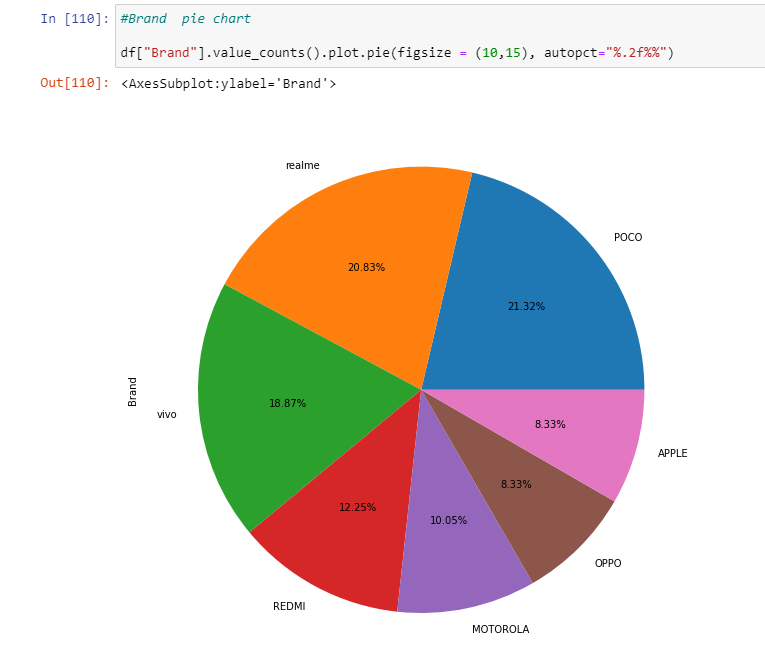 In [110]: #Brand  pie chart
df["Brand"].value_counts().plot.pie(figsize = (10,15), autopct="%.2f%%")
Out[110]: <AxesSubplot:ylabel='Brand'>
realme
POCO
20.83%
21.32%
Brand
18.87%
vivo
8.33%
APPLE
8.33%
12.25%
10.05%
OPPO
REDMI
MOTOROLA